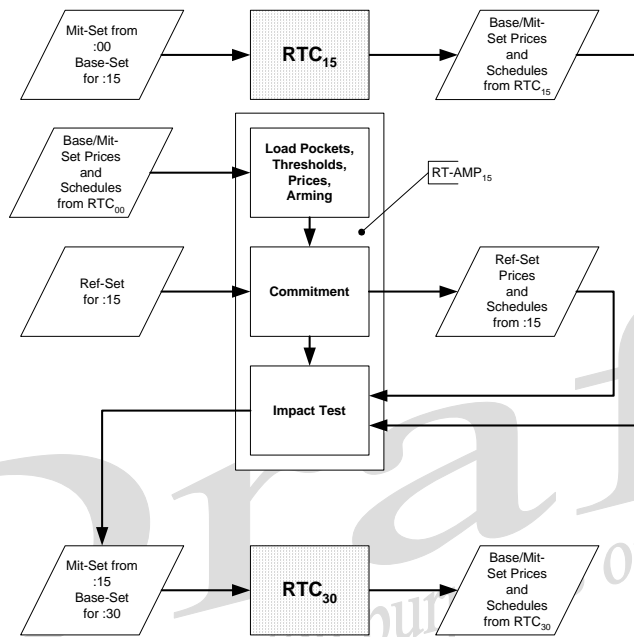 Mit-Set from
:00
Base-Set
for :15
RTC15
Base/Mit-
Set Prices
and
Schedules
from RTC15
Base/Mit-
Set Prices
and
Schedules
from RTC00
Load Pockets,
Thresholds,
Prices,
Arming
RT-AMP15
Ref-Set
for :15
Commitment
Ref-Set
Prices
and
Schedules
from :15
Impact Test
Mit-Set from
:15
Base-Set
for :30
RTC30
Base/Mit-
Set Prices
and
Schedules
from RTC30